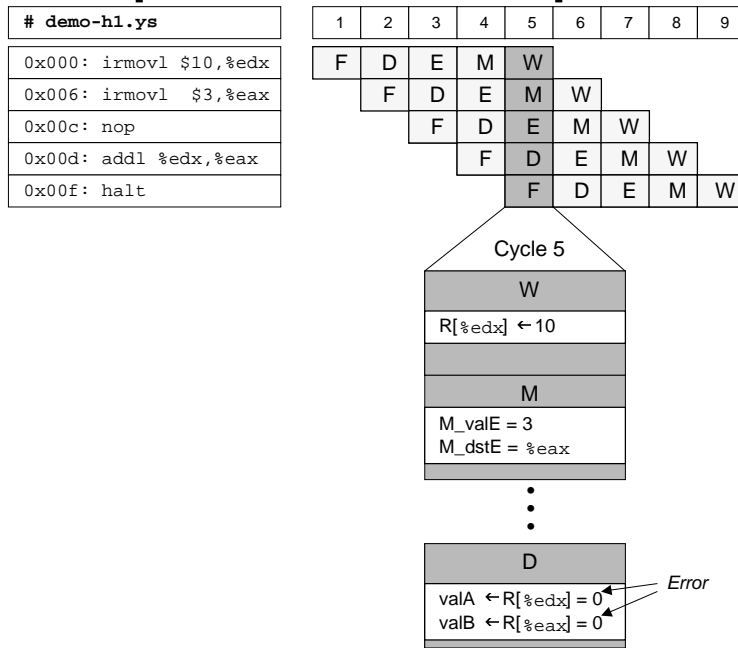 # demo-h1.ys
1 2 3 4 5 6 7 8 9
0x000: irmovl $10,%edx F D E M W
0x006: irmovl $3,%eax F D E M W
0x00c: nop F D E M W
0x00d: addl %edx,%eax F D E M W
0x00f: halt F D E M W
Cycle 5
W
R[%edx] ← 10
M
M_valE = 3
M_dstE = %eax
D
valA ← R[%edx] = 0
valB ← R[%eax] = 0
Error